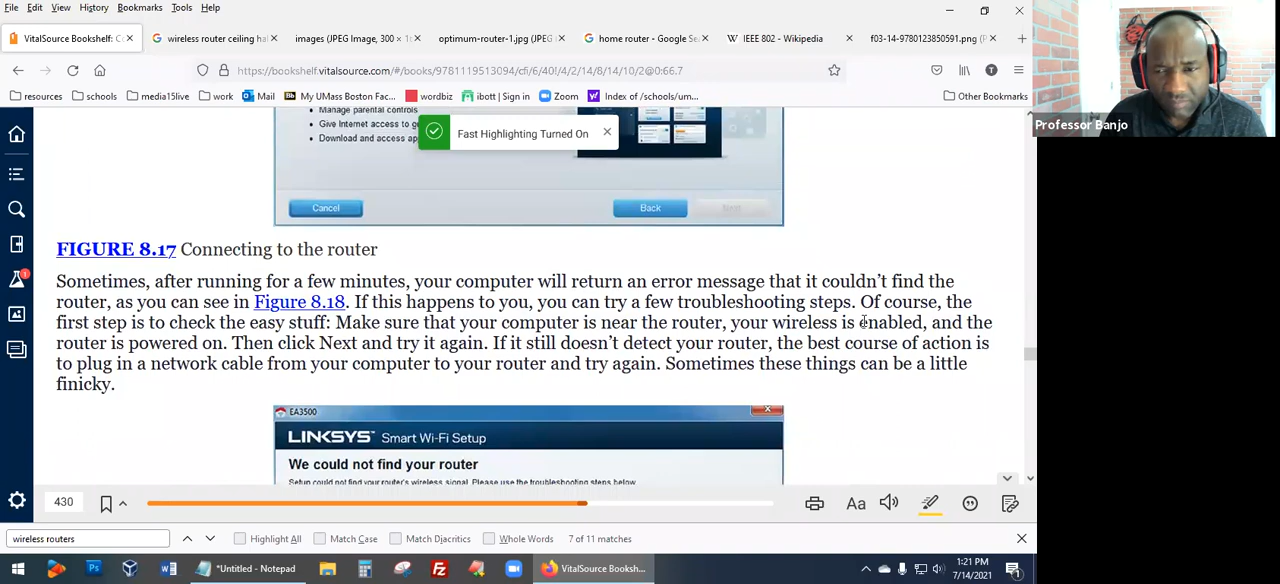 File Edit View History Bookmarks Tools Help
VitalSource Bookshelf: Co wireless router ceiling ha images (JPEG Image, 300 × 1 optimum-router-1.jpg (JPEG home router - Google Sea IEEE 802 - Wikipedia f03-14-9780123850591.png (P
https://bookshelf.vitalsource.com/#/books/9781119513094/cfi/6/40!/4/2/14/8/14/10/2@0:66.7
resources schools media15live work Mail My UMass Boston Fac... wordbiz ibott | Sign in Zoom Index of /schools/um... Other Bookmarks
Professor Banjo
• Manage parental controls
• Give Internet access to
• Download and access
Fast Highlighting Turned On
Cancel Back Next
FIGURE 8.17 Connecting to the router
Sometimes, after running for a few minutes, your computer will return an error message that it couldn't find the
router, as you can see in Figure 8.18. If this happens to you, you can try a few troubleshooting steps. Of course, the
first step is to check the easy stuff: Make sure that your computer is near the router, your wireless is enabled, and the
router is powered on. Then click Next and try it again. If it still doesn't detect your router, the best course of action is
to plug in a network cable from your computer to your router and try again. Sometimes these things can be a little
finicky.
EA3500
LINKSYS Smart Wi-Fi Setup
We could not find your router
Setup could not find your router's wireless signal. Please use the troubleshooting steps below.
430 Aa
wireless routers Highlight All Match Case Match Diacritics Whole Words 7 of 11 matches
*Untitled - Notepad VitalSource Booksh... 1:21 PM
7/14/2021